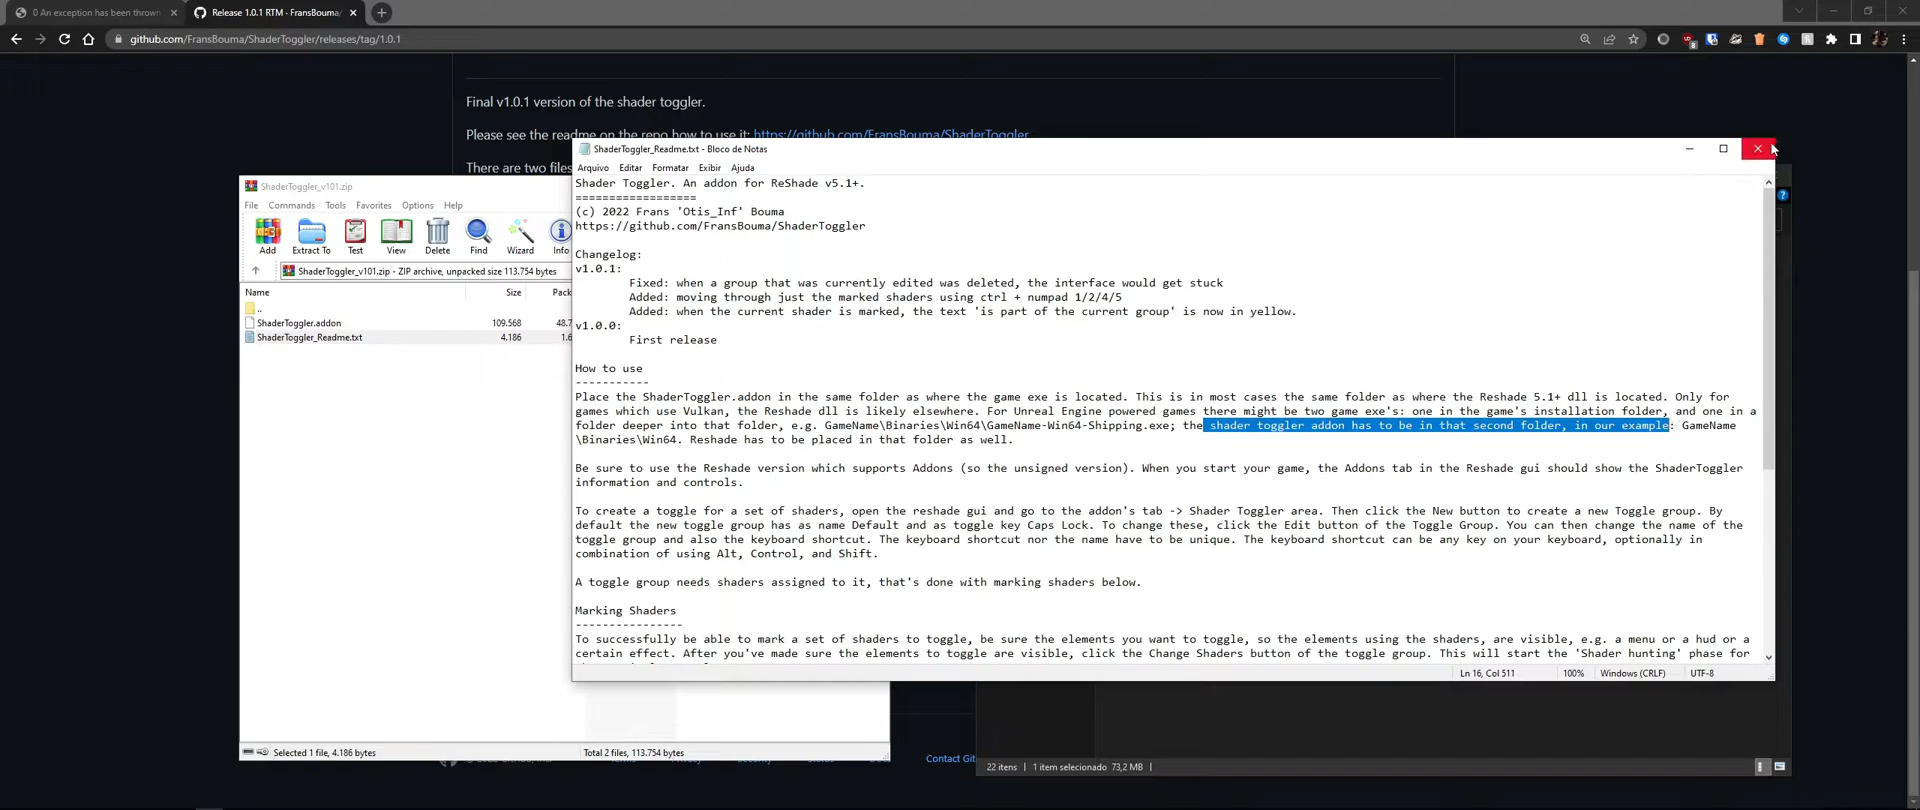 0 An exception has been thrown
Release 1.0.1 RTM · FransBouma/
github.com/FransBouma/ShaderToggler/releases/tag/1.0.1
Final v1.0.1 version of the shader toggler.
Please see the readme on the repo how to use it: https://github.com/FransBouma/ShaderToggler
There are two files
ShaderToggler_v101.zip
File Commands Tools Favorites Options Help
Add Extract To Test View Delete Find Wizard Info
ShaderToggler_v101.zip - ZIP archive, unpacked size 113.754 bytes
Name Size Pack
..
ShaderToggler.addon 109.568 48.7
ShaderToggler_Readme.txt 4.186 1.6
Selected 1 file, 4.186 bytes
Total 2 files, 113.754 bytes
ShaderToggler_Readme.txt - Bloco de Notas
Arquivo Editar Formatar Exibir Ajuda
Shader Toggler. An addon for ReShade v5.1+.
==================
(c) 2022 Frans 'Otis_Inf' Bouma
https://github.com/FransBouma/ShaderToggler
Changelog:
v1.0.1:
Fixed: when a group that was currently edited was deleted, the interface would get stuck
Added: moving through just the marked shaders using ctrl + numpad 1/2/4/5
Added: when the current shader is marked, the text 'is part of the current group' is now in yellow.
v1.0.0:
First release
How to use
-----------
Place the ShaderToggler.addon in the same folder as where the game exe is located. This is in most cases the same folder as where the Reshade 5.1+ dll is located. Only for
games which use Vulkan, the Reshade dll is likely elsewhere. For Unreal Engine powered games there might be two game exe's: one in the game's installation folder, and one in a
folder deeper into that folder, e.g. GameName\Binaries\Win64\GameName-Win64-Shipping.exe; the shader toggler addon has to be in that second folder, in our example: GameName
\Binaries\Win64. Reshade has to be placed in that folder as well.
Be sure to use the Reshade version which supports Addons (so the unsigned version). When you start your game, the Addons tab in the Reshade gui should show the ShaderToggler
information and controls.
To create a toggle for a set of shaders, open the reshade gui and go to the addon's tab -> Shader Toggler area. Then click the New button to create a new Toggle group. By
default the new toggle group has as name Default and as toggle key Caps Lock. To change these, click the Edit button of the Toggle Group. You can then change the name of the
toggle group and also the keyboard shortcut. The keyboard shortcut nor the name have to be unique. The keyboard shortcut can be any key on your keyboard, optionally in
combination of using Alt, Control, and Shift.
A toggle group needs shaders assigned to it, that's done with marking shaders below.
Marking Shaders
----------------
To successfully be able to mark a set of shaders to toggle, be sure the elements you want to toggle, so the elements using the shaders, are visible, e.g. a menu or a hud or a
certain effect. After you've made sure the elements to toggle are visible, click the Change Shaders button of the toggle group. This will start the 'Shader hunting' phase for
Ln 16, Col 511 100% Windows (CRLF) UTF-8
Contact Git
22 itens 1 item selecionado 73,2 MB